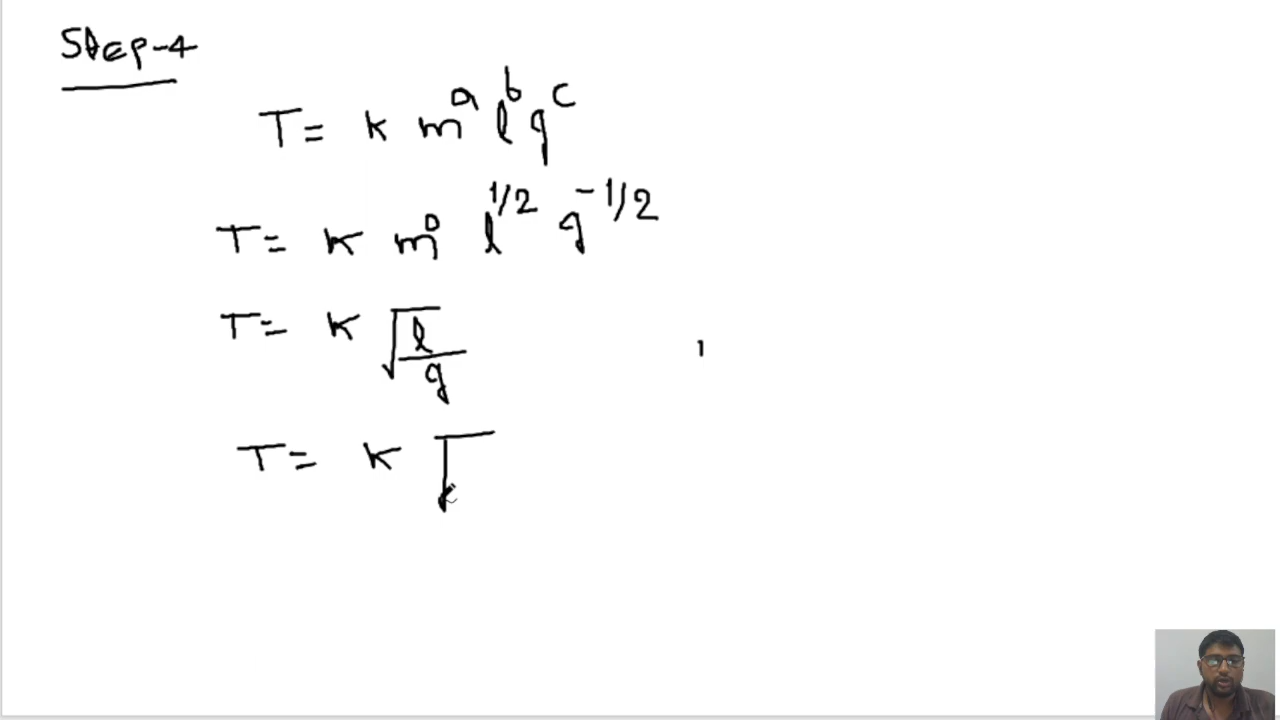 Step-4
T = k m^a l^b g^c
T = k m^0 l^1/2 g^-1/2
T = k √l/g
T = k √